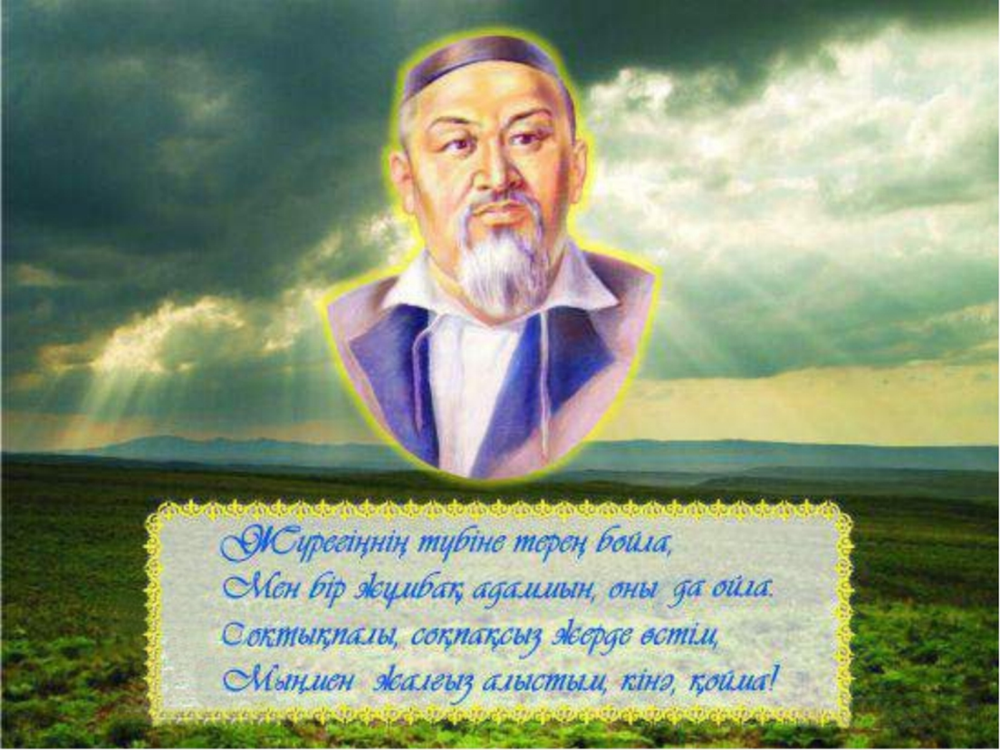 Жүрегіңнің түбіне терең бойла,
Мен бір жұмбақ адаммын, оны да ойла.
Соқтықпалы, соқпақсыз жерде өстім,
Мыңмен жалғыз алыстым, кінә, қойма!